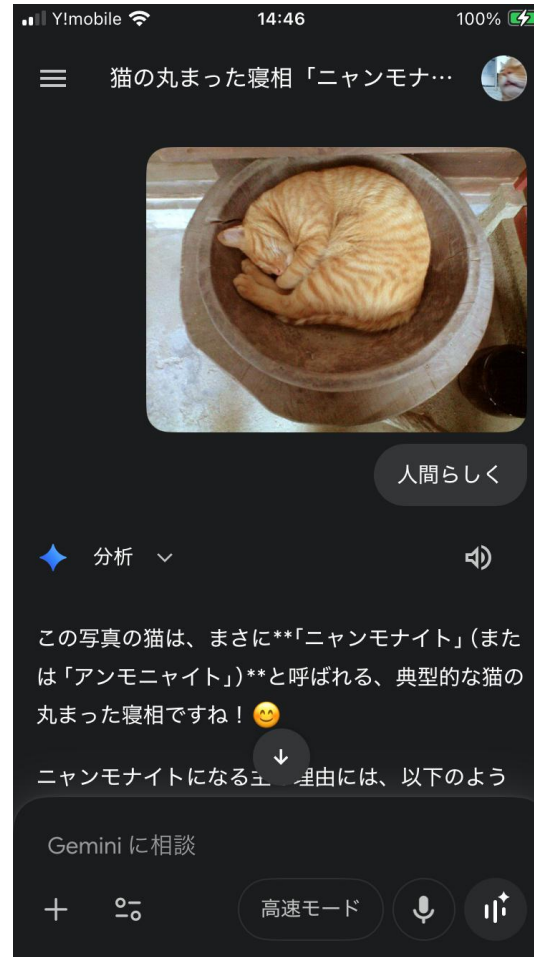 Y!mobile 14:46 100%
猫の丸まった寝相「ニャンモナ…
人間らしく
分析
この写真の猫は、まさに**「ニャンモナイト」(また
は「アンモニャイト」)**と呼ばれる、典型的な猫の
丸まった寝相ですね！😊
ニャンモナイトになる主 理由には、以下のよう
Gemini に相談
高速モード